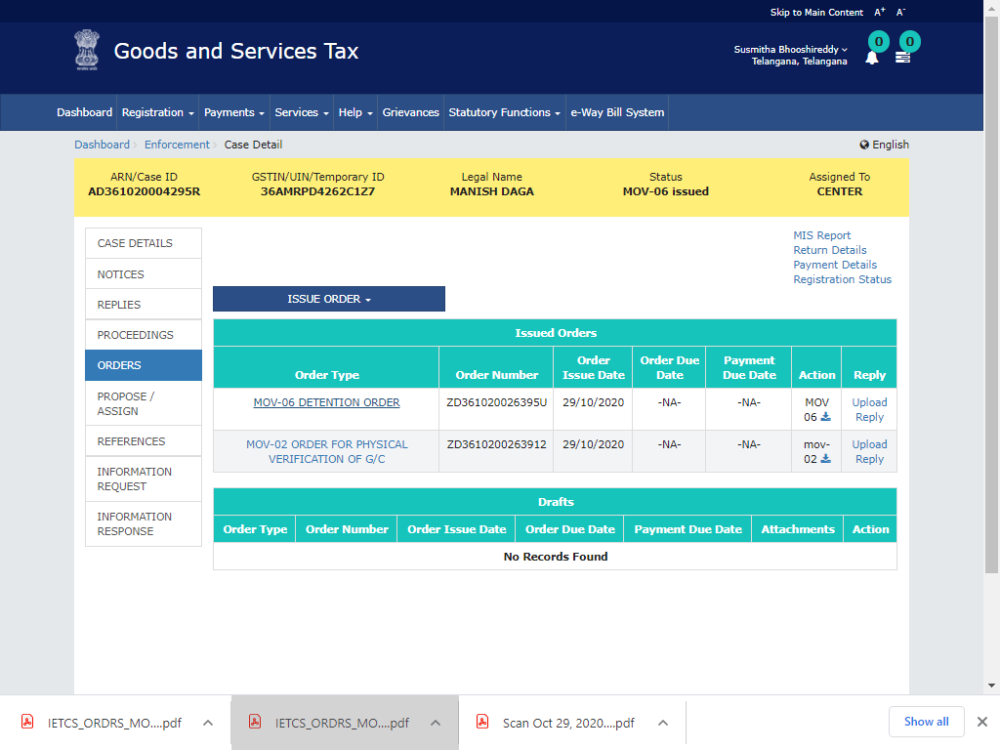 Skip to Main Content A+ A-
Goods and Services Tax
Susmitha Bhooshireddy
Telangana, Telangana
0 0
Dashboard Registration Payments Services Help Grievances Statutory Functions e-Way Bill System
Dashboard Enforcement Case Detail English
ARN/Case ID GSTIN/UIN/Temporary ID Legal Name Status Assigned To
AD361020004295R 36AMRPD4262C1Z7 MANISH DAGA MOV-06 issued CENTER
MIS Report
Return Details
Payment Details
Registration Status
CASE DETAILS
NOTICES
REPLIES
PROCEEDINGS
ORDERS
PROPOSE /
ASSIGN
REFERENCES
INFORMATION
REQUEST
INFORMATION
RESPONSE
ISSUE ORDER
Issued Orders
Order Type Order Number Order Issue Date Order Due Date Payment Due Date Action Reply
MOV-06 DETENTION ORDER ZD361020026395U 29/10/2020 -NA- -NA- MOV 06 Upload Reply
MOV-02 ORDER FOR PHYSICAL VERIFICATION OF G/C ZD3610200263912 29/10/2020 -NA- -NA- mov-02 Upload Reply
Drafts
Order Type Order Number Order Issue Date Order Due Date Payment Due Date Attachments Action
No Records Found
IETCS_ORDRS_MO....pdf IETCS_ORDRS_MO....pdf Scan Oct 29, 2020....pdf Show all